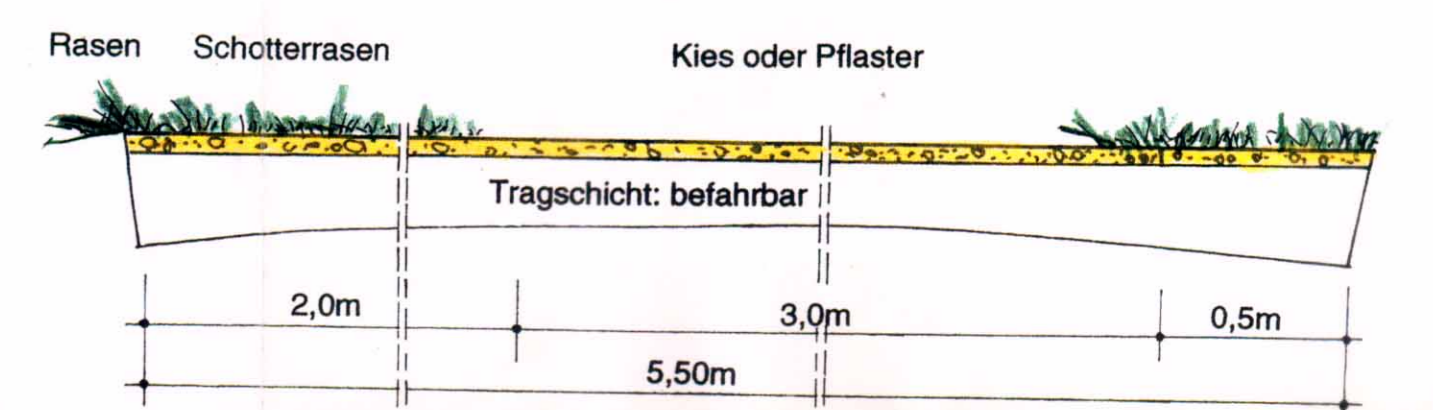 Rasen Schotterrasen Kies oder Pflaster
Tragschicht: befahrbar
2,0m 3,0m 0,5m
5,50m